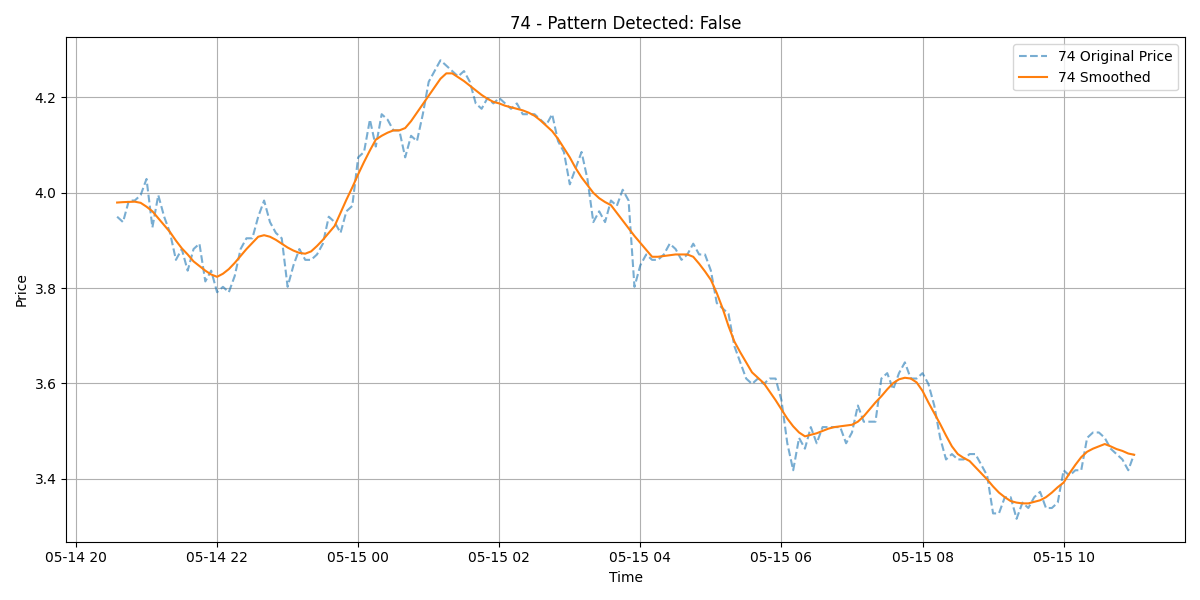 74 - Pattern Detected: False
74 Original Price
74 Smoothed
Price
4.2
4.0
3.8
3.6
3.4
05-14 20
05-14 22
05-15 00
05-15 02
05-15 04
05-15 06
05-15 08
05-15 10
Time